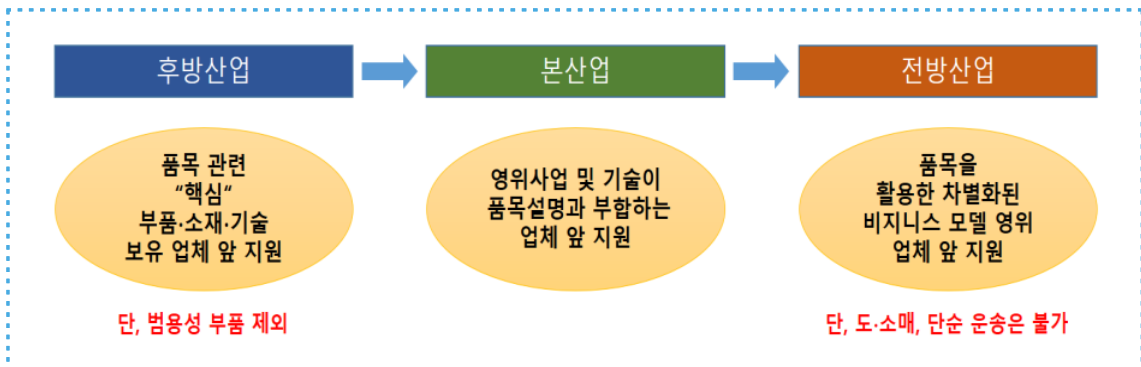 후방산업
본산업
전방산업
품목 관련
"핵심"
부품·소재·기술
보유 업체 앞 지원
영위사업 및 기술이
품목설명과 부합하는
업체 앞 지원
품목을
활용한 차별화된
비지니스 모델 영위
업체 앞 지원
단, 범용성 부품 제외
단, 도·소매, 단순 운송은 불가